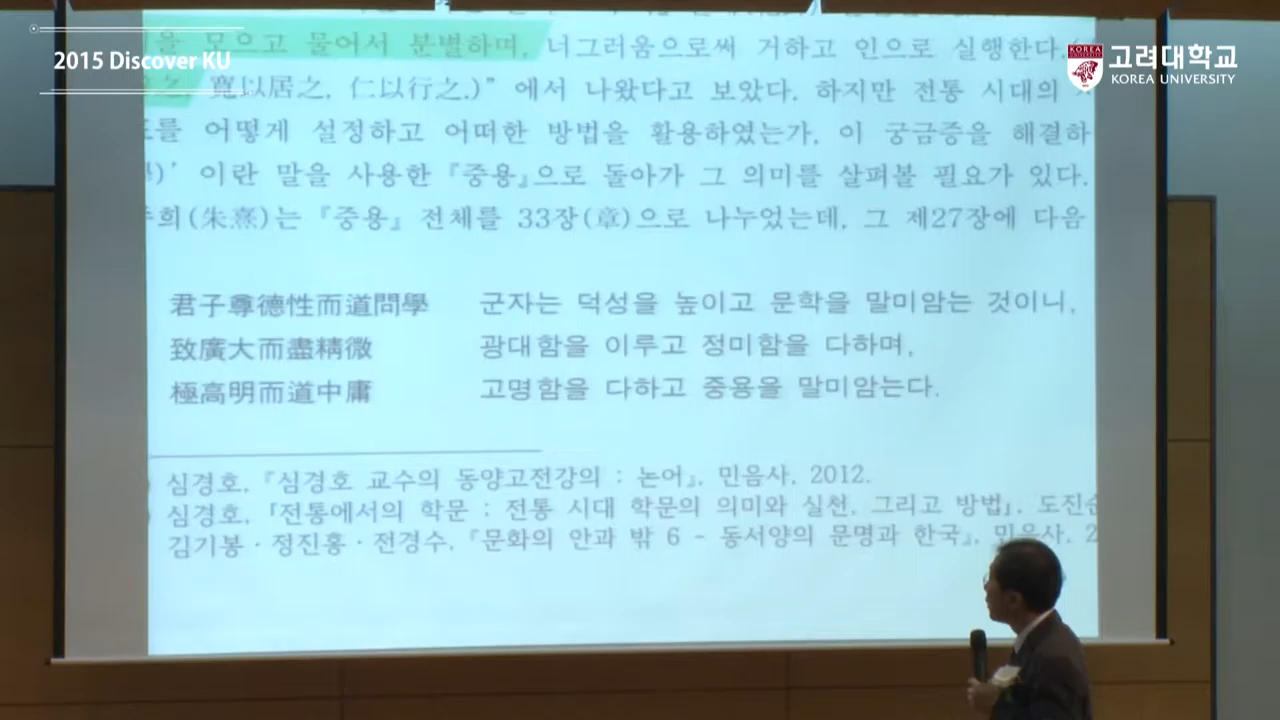 2015 Discover KU
고려대학교
KOREA UNIVERSITY
KOREA
을 모으고 물어서 분별하며, 너그러움으로써 거하고 인으로 실행한다.
之, 寬以居之, 仁以行之.)” 에서 나왔다고 보았다. 하지만 전통 시대의
를 어떻게 설정하고 어떠한 방법을 활용하였는가, 이 궁금증을 해결하
)’ 이란 말을 사용한 『중용』으로 돌아가 그 의미를 살펴볼 필요가 있다.
희(朱熹)는 『중용』 전체를 33장(章)으로 나누었는데, 그 제27장에 다음
君子尊德性而道問學 군자는 덕성을 높이고 문학을 말미암는 것이니,
致廣大而盡精微 광대함을 이루고 정미함을 다하며,
極高明而道中庸 고명함을 다하고 중용을 말미암는다.
심경호, 『심경호 교수의 동양고전강의 : 논어』, 민음사, 2012.
심경호, 「전통에서의 학문 : 전통 시대 학문의 의미와 실천, 그리고 방법」, 도진순
김기봉·정진홍·전경수, 『문화의 안과 밖 6 - 동서양의 문명과 한국』, 민음사, 2